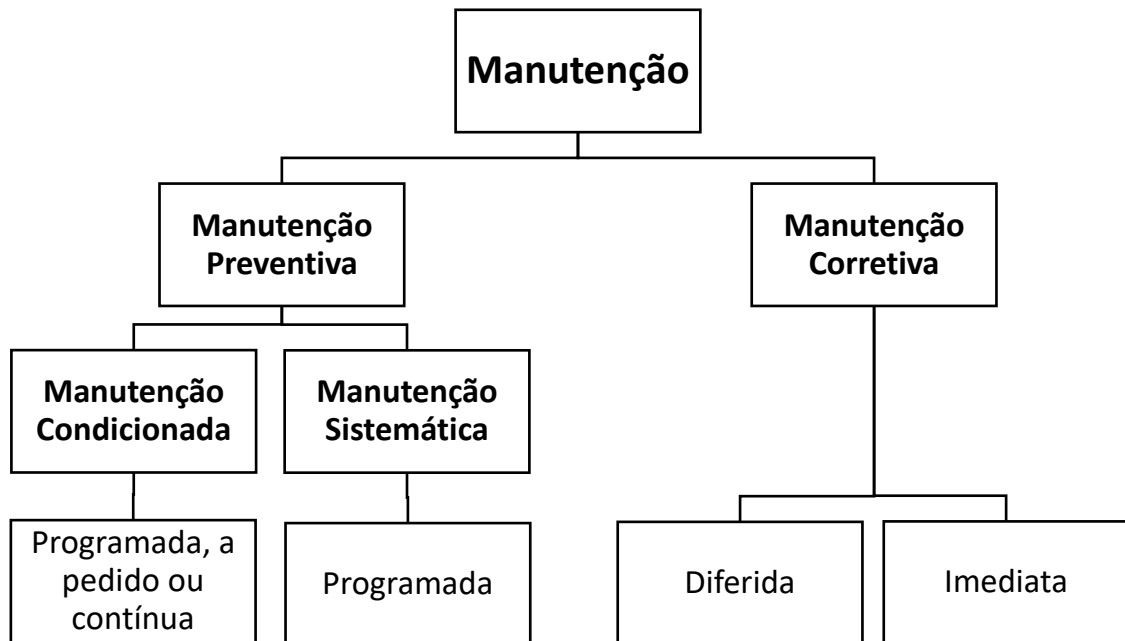 Manutenção
Manutenção
Preventiva
Manutenção
Corretiva
Manutenção
Condicionada
Manutenção
Sistemática
Programada, a
pedido ou
contínua
Programada
Diferida
Imediata